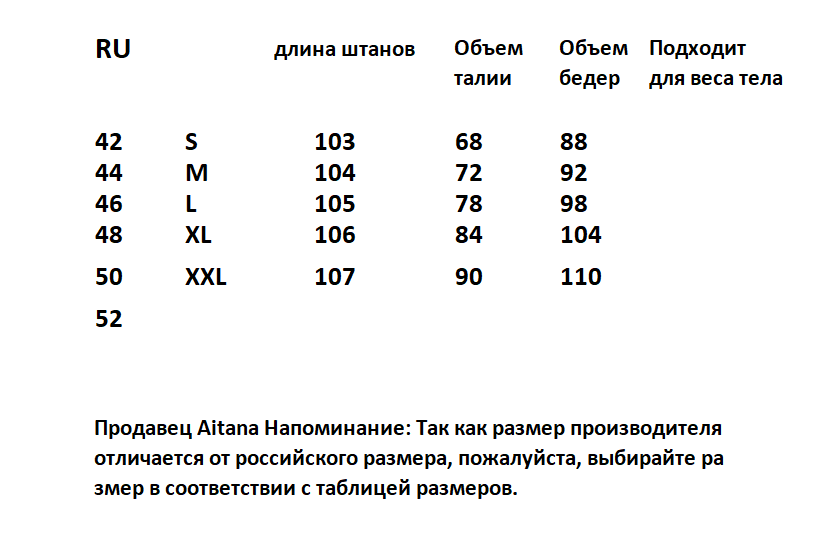 RU длина штанов Объем Объем Подходит
талии бедер для веса тела
42 S 103 68 88
44 M 104 72 92
46 L 105 78 98
48 XL 106 84 104
50 XXL 107 90 110
52
Продавец Aitana Напоминание: Так как размер производителя
отличается от российского размера, пожалуйста, выбирайте ра
змер в соответствии с таблицей размеров.